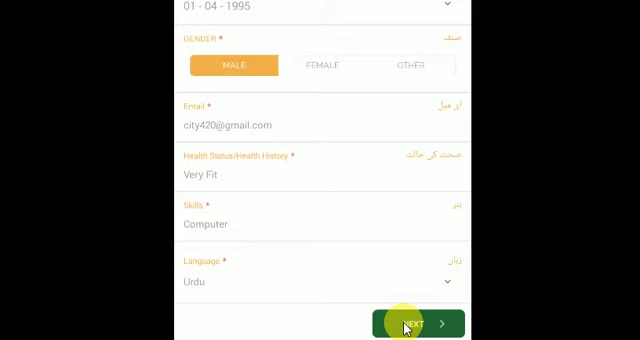 01 - 04 - 1995
GENDER * صنف
MALE FEMALE OTHER
Email * ای میل
city420@gmail.com
Health Status/Health History * صحت کی حالت
Very Fit
Skills * ہنر
Computer
Language * زبان
Urdu
NEXT